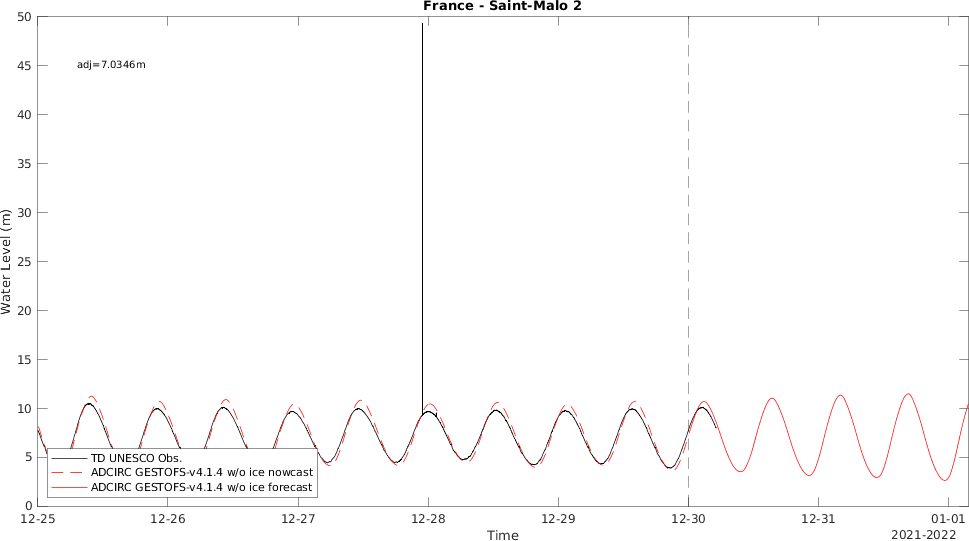 France - Saint-Malo 2
50
45
40
35
30
25
20
15
10
5
0
Water Level (m)
adj=7.0346m
TD UNESCO Obs.
ADCIRC GESTOFS-v4.1.4 w/o ice nowcast
ADCIRC GESTOFS-v4.1.4 w/o ice forecast
12-25 12-26 12-27 12-28 12-29 12-30 12-31 01-01
Time
2021-2022